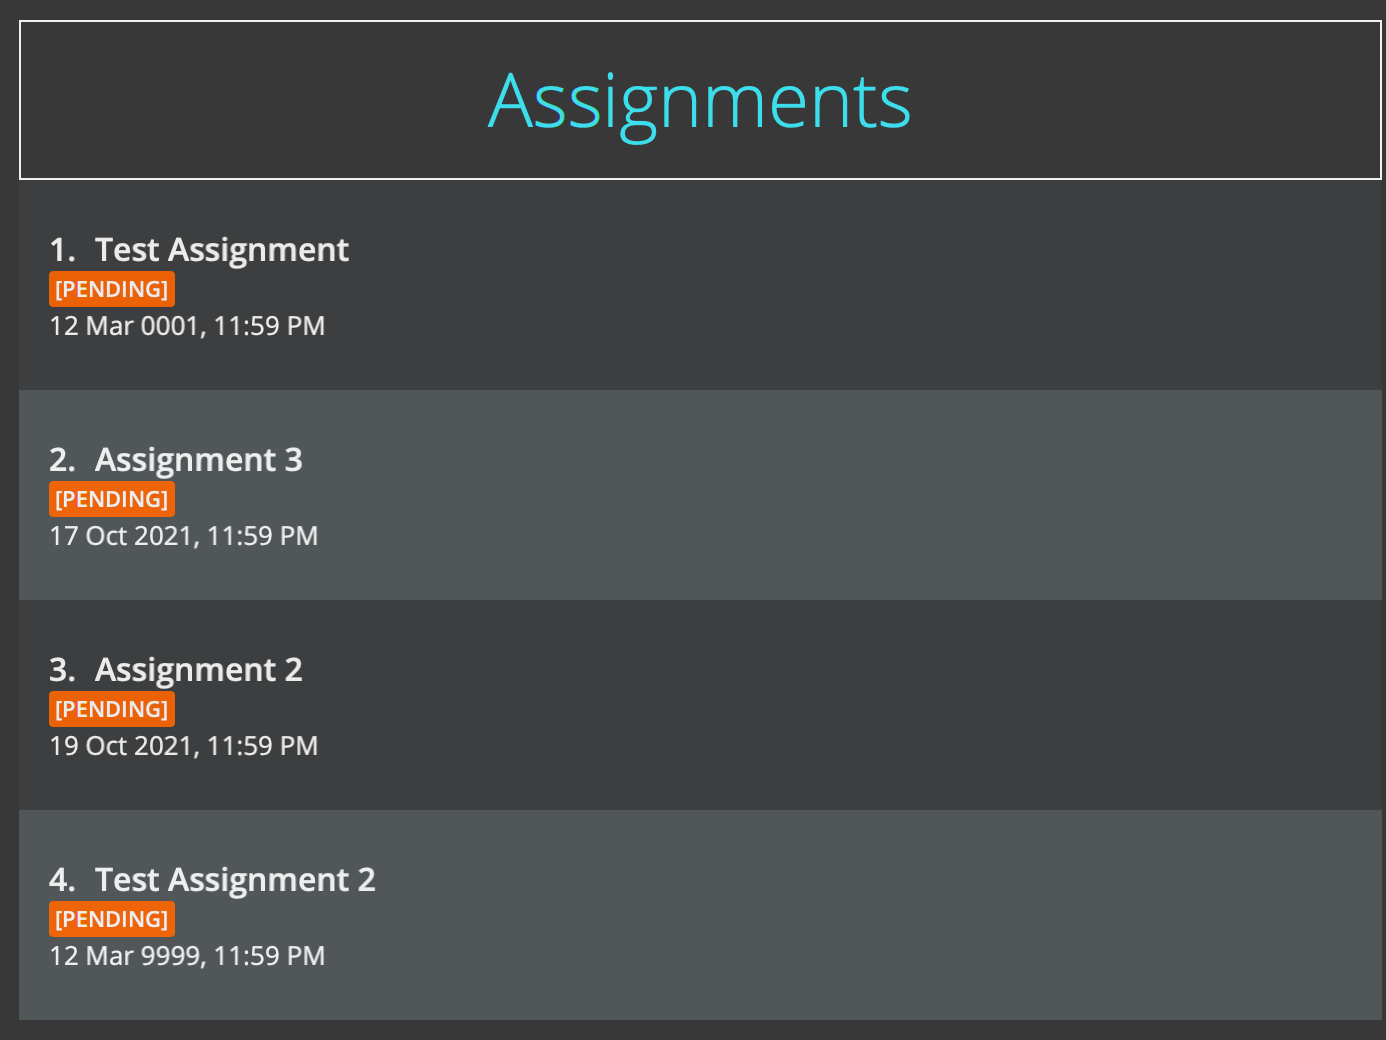 Assignments
1. Test Assignment
[PENDING]
12 Mar 0001, 11:59 PM
2. Assignment 3
[PENDING]
17 Oct 2021, 11:59 PM
3. Assignment 2
[PENDING]
19 Oct 2021, 11:59 PM
4. Test Assignment 2
[PENDING]
12 Mar 9999, 11:59 PM